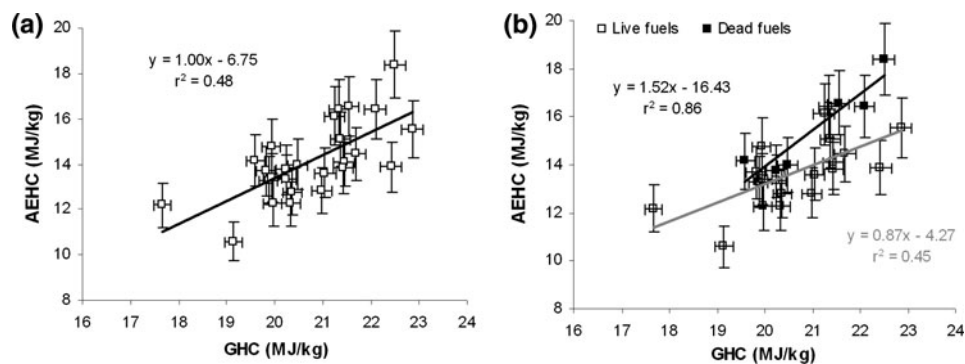 (a)
AEHC (MJ/kg)
20
18
16
14
12
10
8
y = 1.00x - 6.75
r² = 0.48
16 17 18 19 20 21 22 23 24
GHC (MJ/kg)
(b)
AEHC (MJ/kg)
20
18
16
14
12
10
8
Live fuels Dead fuels
y = 1.52x - 16.43
r² = 0.86
y = 0.87x - 4.27
r² = 0.45
16 17 18 19 20 21 22 23 24
GHC (MJ/kg)